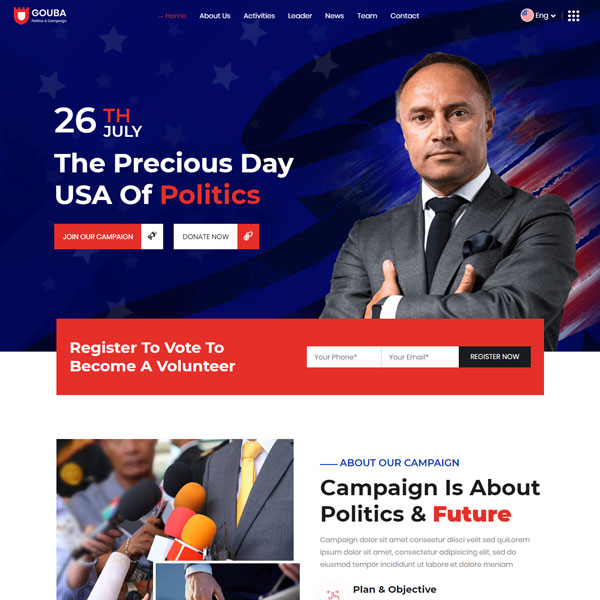 GOUBA
Politics & Campaign
Home
About Us
Activities
Leader
News
Team
Contact
Eng
26 TH
JULY
The Precious Day
USA Of Politics
JOIN OUR CAMPAIGN
DONATE NOW
Register To Vote To
Become A Volunteer
Your Phone*
Your Email*
REGISTER NOW
ABOUT OUR CAMPAIGN
Campaign Is About
Politics & Future
Campaign dolor sit amet conseetur diisci velit sed quiLorem
ipsum dolor sit amet, consectetur adipisicing elit, sed do
eiusmod tempor incididunt ut labore et dolore meniam
Plan & Objective